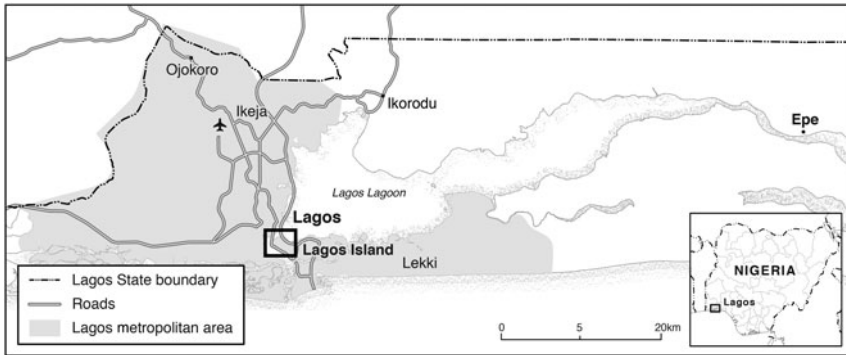 Ojokoro
Ikeja
Ikorodu
Epe
Lagos Lagoon
Lagos
Lagos Island
Lekki
Lagos State boundary
Roads
Lagos metropolitan area
0 5 20km
NIGERIA
Lagos